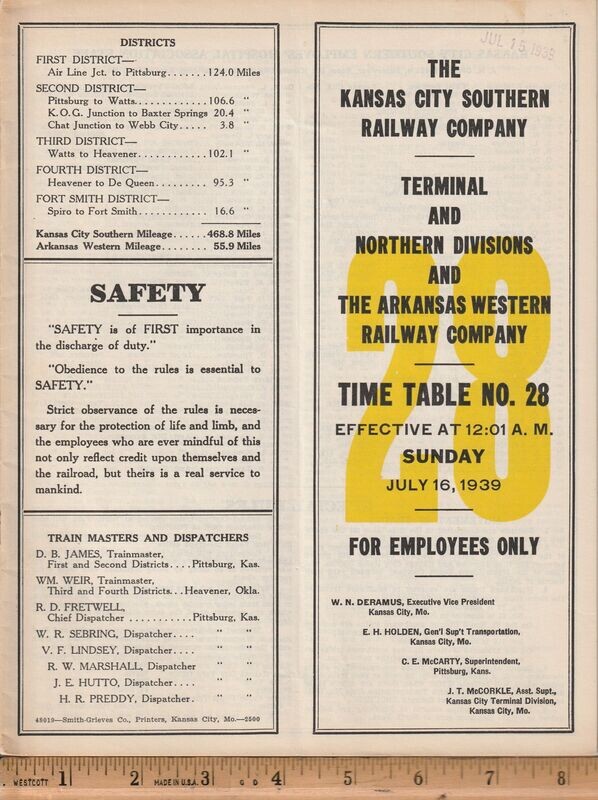 DISTRICTS
FIRST DISTRICT—
Air Line Jct. to Pittsburg.......124.0 Miles
SECOND DISTRICT—
Pittsburg to Watts............106.6 "
K.O.G. Junction to Baxter Springs 20.4 "
Chat Junction to Webb City..... 3.8 "
THIRD DISTRICT—
Watts to Heavener............102.1 "
FOURTH DISTRICT—
Heavener to De Queen......... 95.3 "
FORT SMITH DISTRICT—
Spiro to Fort Smith............ 16.6 "
Kansas City Southern Mileage......468.8 Miles
Arkansas Western Mileage........ 55.9 Miles
SAFETY
"SAFETY is of FIRST importance in
the discharge of duty."
"Obedience to the rules is essential to
SAFETY."
Strict observance of the rules is neces-
sary for the protection of life and limb, and
the employees who are ever mindful of this
not only reflect credit upon themselves and
the railroad, but theirs is a real service to
mankind.
TRAIN MASTERS AND DISPATCHERS
D. B. JAMES, Trainmaster,
First and Second Districts....Pittsburg, Kas.
WM. WEIR, Trainmaster,
Third and Fourth Districts...Heavener, Okla.
R. D. FRETWELL,
Chief Dispatcher ...........Pittsburg, Kas.
W. R. SEBRING, Dispatcher.... " "
V. F. LINDSEY, Dispatcher.... " "
R. W. MARSHALL, Dispatcher " "
J. E. HUTTO, Dispatcher.... " "
H. R. PREDDY, Dispatcher. " "
48019—Smith-Grieves Co., Printers, Kansas City, Mo.—2500
JUL 15, 1939
THE
KANSAS CITY SOUTHERN
RAILWAY COMPANY
TERMINAL
AND
NORTHERN DIVISIONS
AND
THE ARKANSAS WESTERN
RAILWAY COMPANY
28
TIME TABLE NO. 28
EFFECTIVE AT 12:01 A. M.
SUNDAY
JULY 16, 1939
FOR EMPLOYEES ONLY
W. N. DERAMUS, Executive Vice President
Kansas City, Mo.
E. H. HOLDEN, Gen'l Sup't Transportation,
Kansas City, Mo.
C. E. McCARTY, Superintendent,
Pittsburg, Kans.
J. T. McCORKLE, Asst. Supt.,
Kansas City Terminal Division,
Kansas City, Mo.
WESTCOTT 1 2 MADE IN U.S.A. 3 4 5 6 7 8